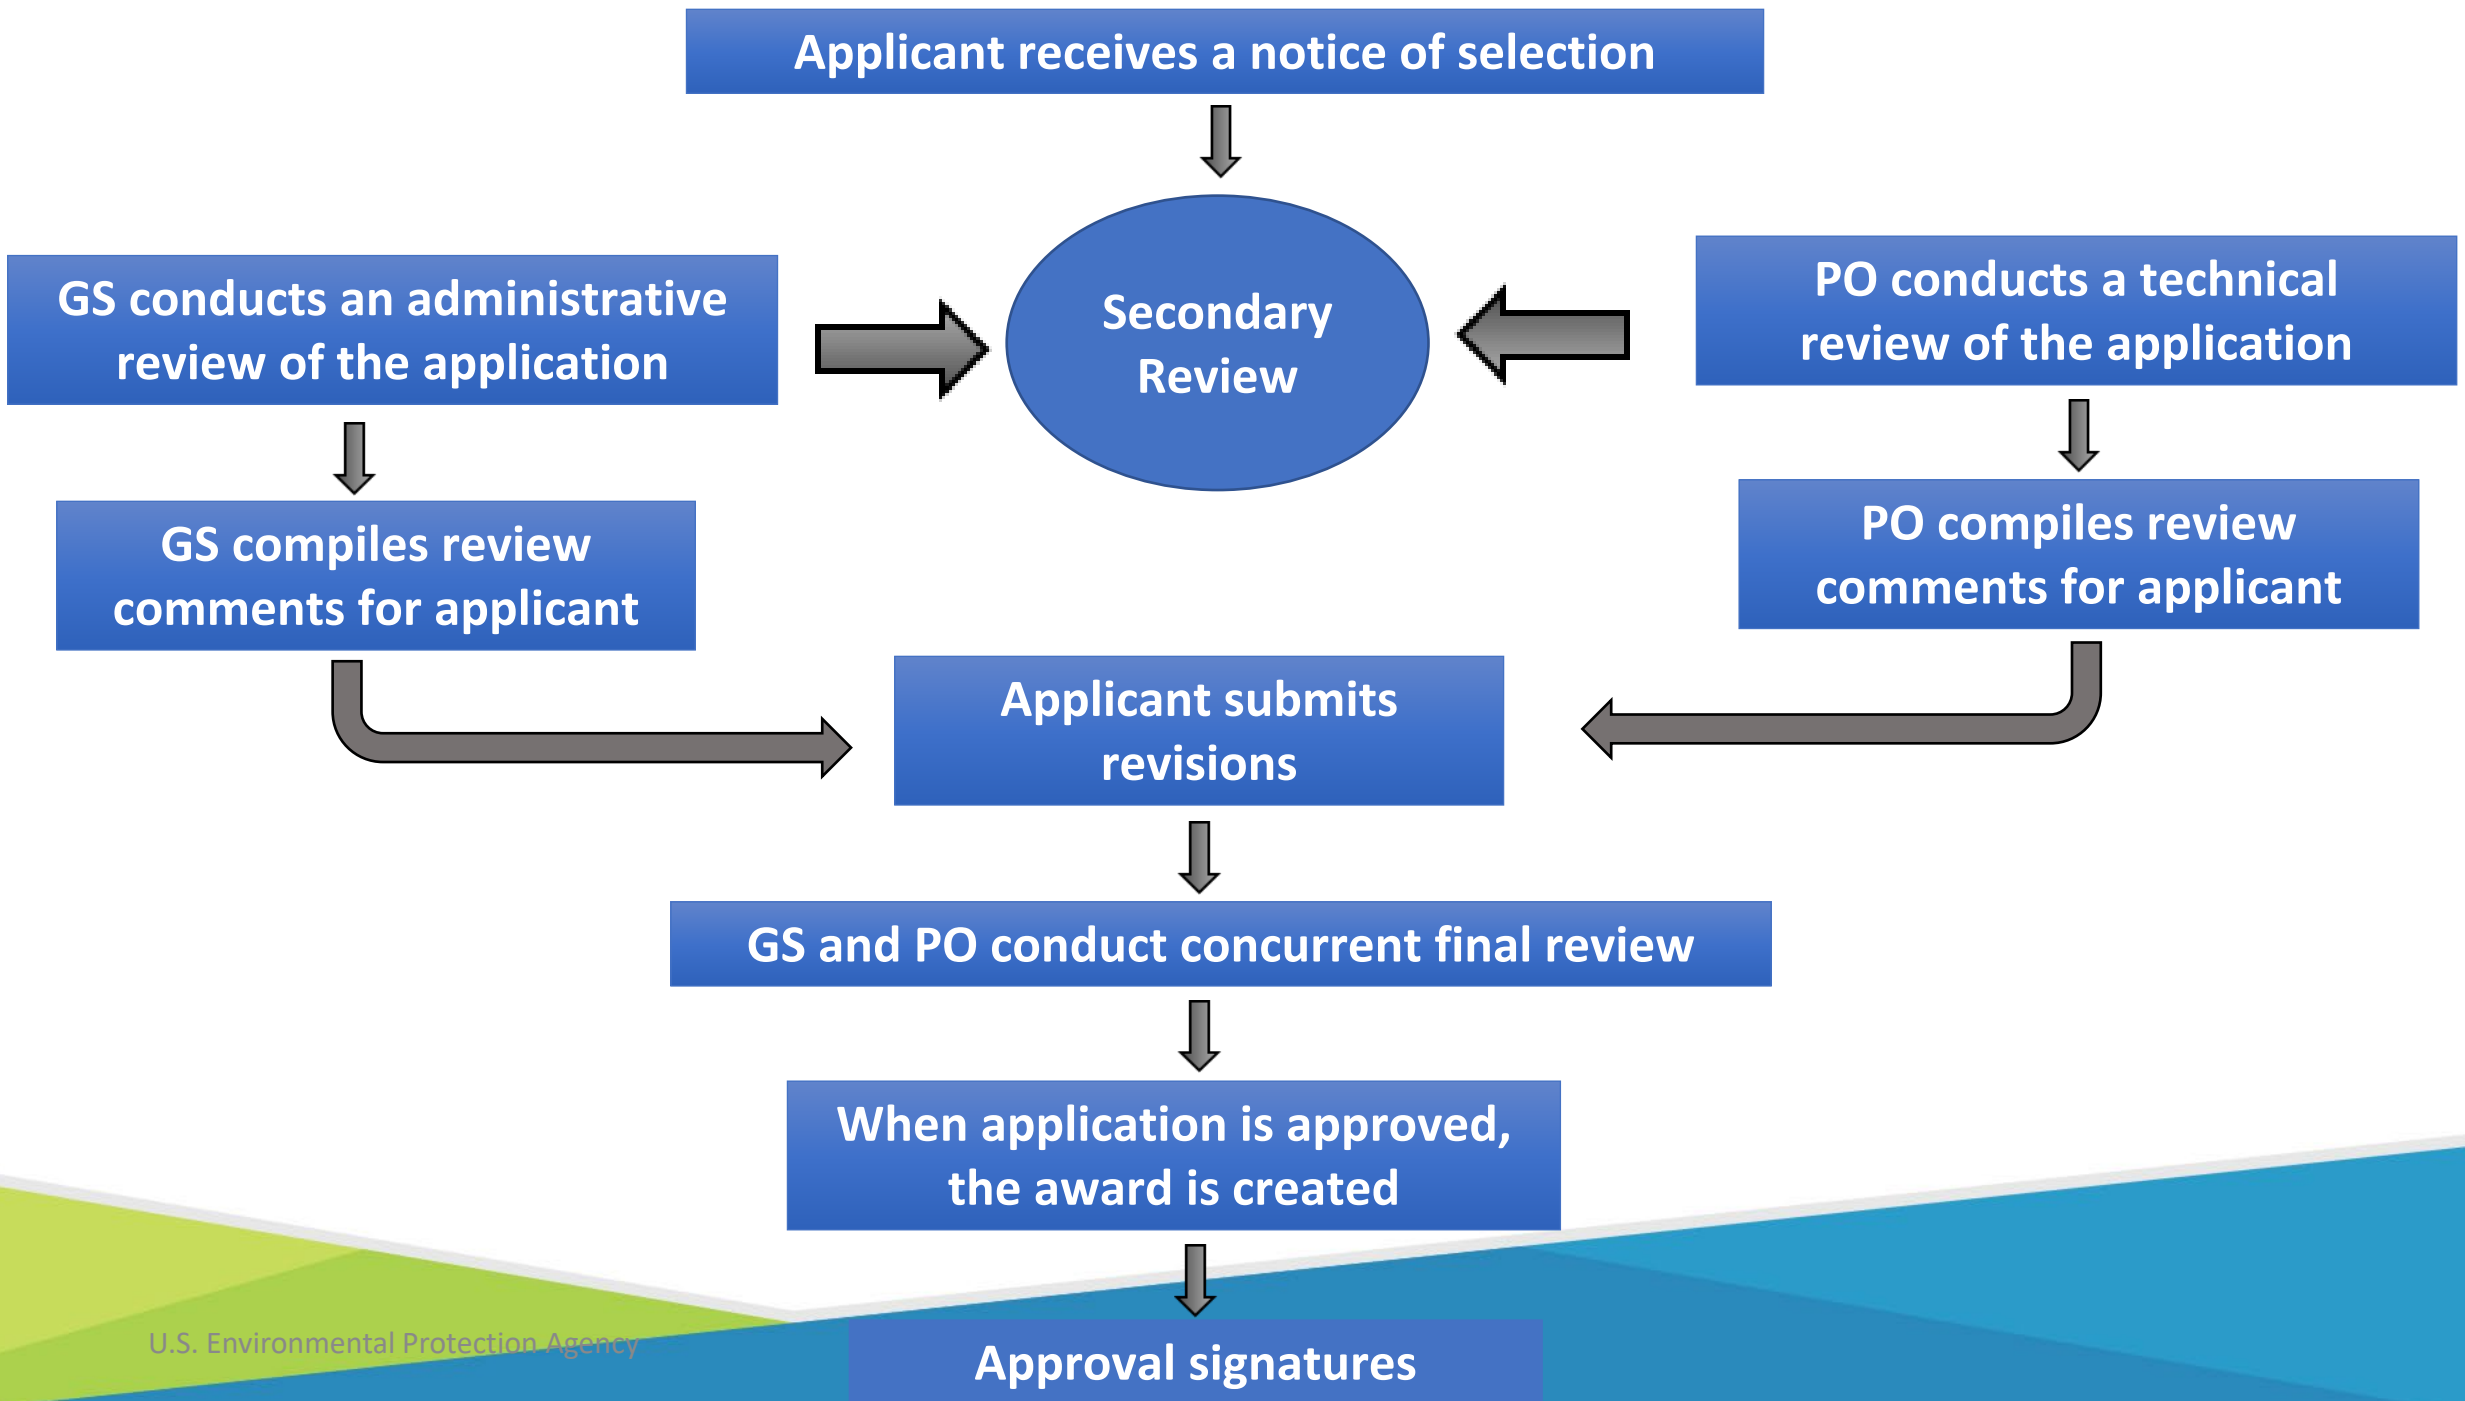 Applicant receives a notice of selection
GS conducts an administrative
review of the application
Secondary
Review
PO conducts a technical
review of the application
GS compiles review
comments for applicant
PO compiles review
comments for applicant
Applicant submits
revisions
GS and PO conduct concurrent final review
When application is approved,
the award is created
U.S. Environmental Protection Agency
Approval signatures